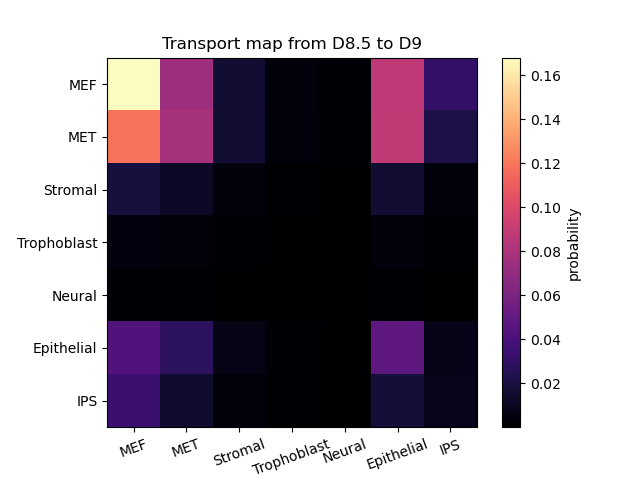 Transport map from D8.5 to D9
MEF
MET
Stromal
Trophoblast
Neural
Epithelial
IPS
MEF
MET
Stromal
Trophoblast
Neural
Epithelial
IPS
0.16
0.14
0.12
0.10
0.08
0.06
0.04
0.02
probability